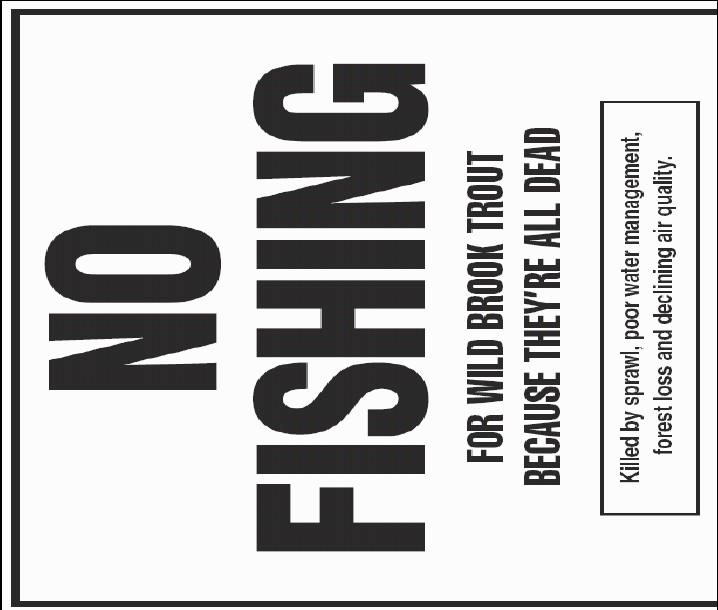 NO
FISHING
FOR WILD BROOK TROUT
BECAUSE THEY'RE ALL DEAD
Killed by sprawl, poor water management,
forest loss and declining air quality.